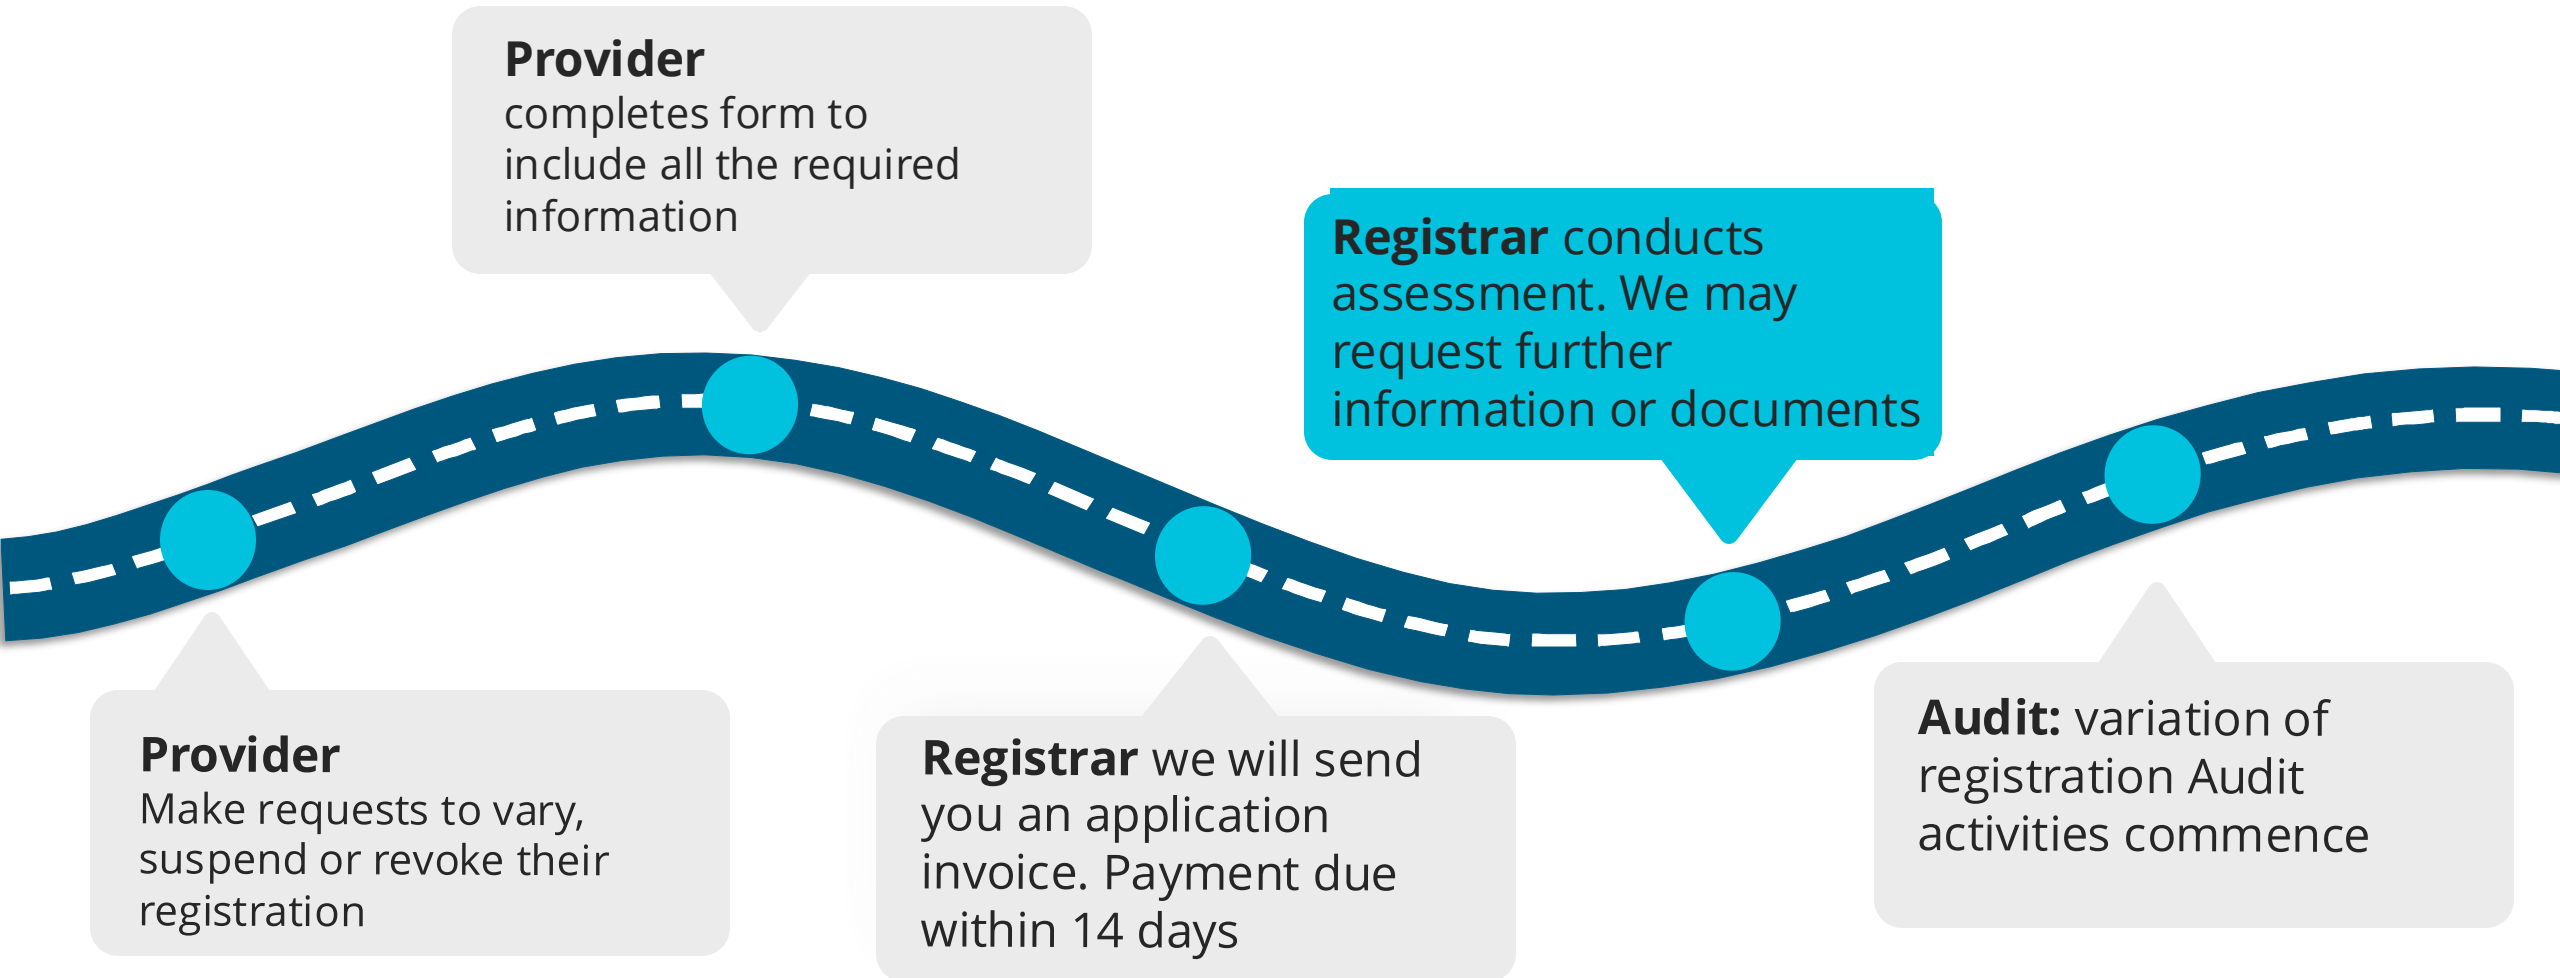 Provider
Make requests to vary,
suspend or revoke their
registration
Provider
completes form to
include all the required
information
Registrar we will send
you an application
invoice. Payment due
within 14 days
Registrar conducts
assessment. We may
request further
information or documents
Audit: variation of
registration Audit
activities commence